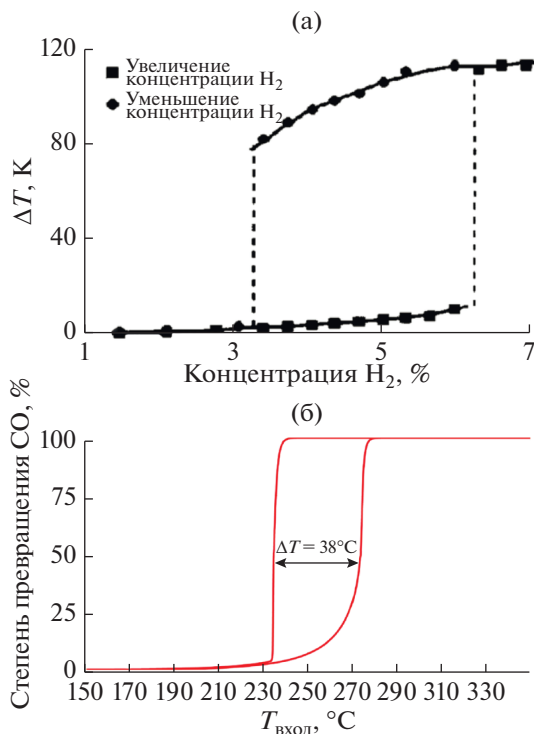 (а)
120
80
40
0
ΔT, К
Увеличение
концентрации H₂
Уменьшение
концентрации H₂
1 3 5 7
Концентрация H₂, %
(б)
100
75
50
25
0
Степень превращения CO, %
ΔT = 38°C
150 170 190 210 230 250 270 290 310 330
Tвход, °C